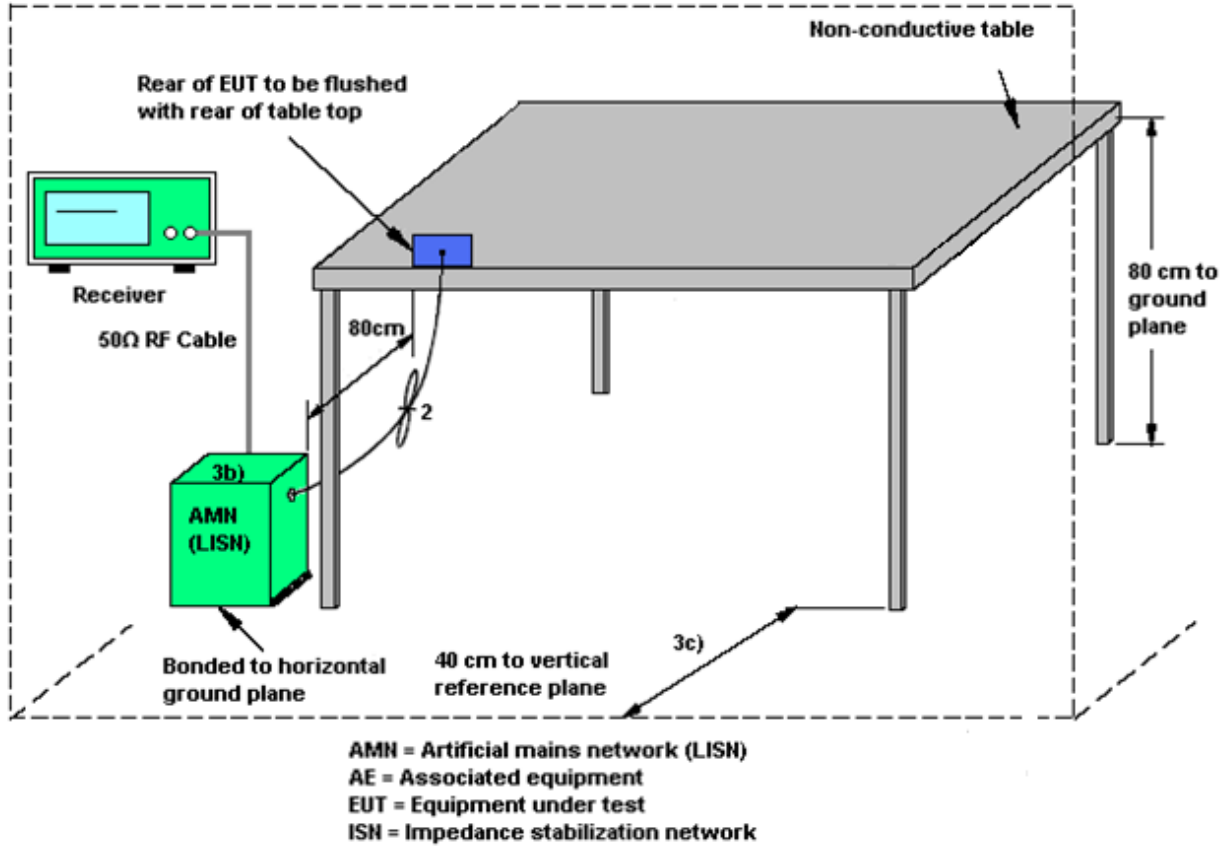 Non-conductive table
Rear of EUT to be flushed
with rear of table top
Receiver
50Ω RF Cable
80cm
2
80 cm to
ground
plane
3b)
AMN
(LISN)
Bonded to horizontal
ground plane
40 cm to vertical
reference plane
3c)
AMN = Artificial mains network (LISN)
AE = Associated equipment
EUT = Equipment under test
ISN = Impedance stabilization network